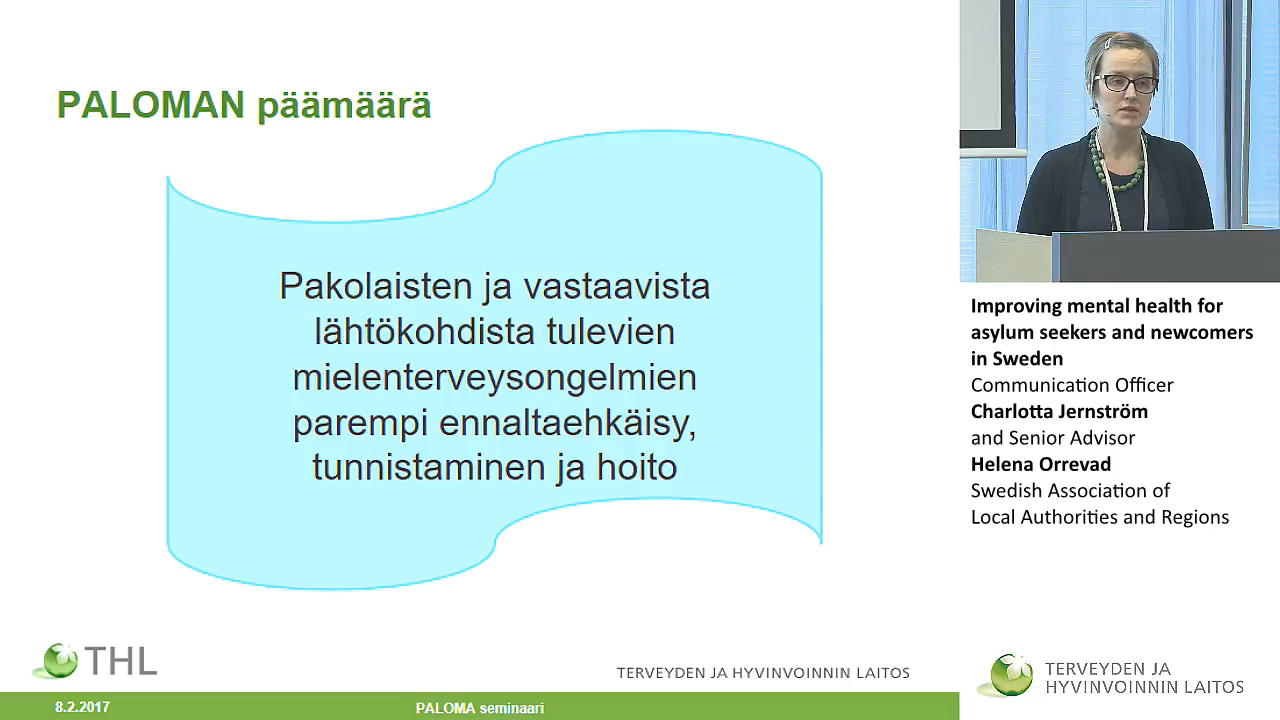 PALOMAN päämäärä
Pakolaisten ja vastaavista
lähtökohdista tulevien
mielenterveysongelmien
parempi ennaltaehkäisy,
tunnistaminen ja hoito
THL
TERVEYDEN JA HYVINVOINNIN LAITOS
8.2.2017
PALOMA seminaari
Improving mental health for
asylum seekers and newcomers
in Sweden
Communication Officer
Charlotta Jernström
and Senior Advisor
Helena Orrevad
Swedish Association of
Local Authorities and Regions
TERVEYDEN JA
HYVINVOINNIN LAITOS